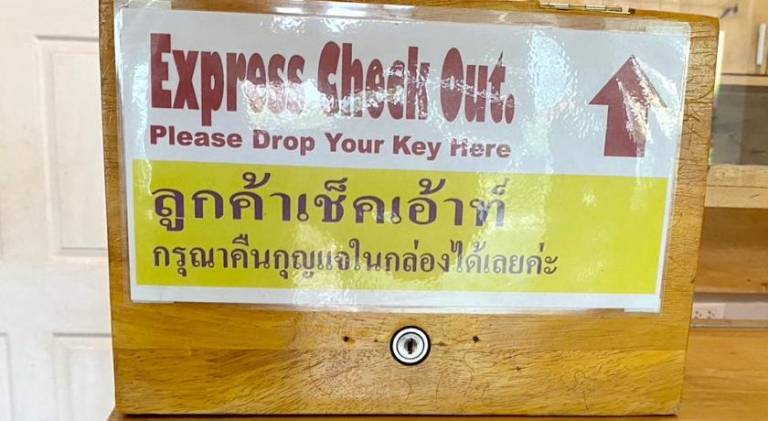 Express Check Out.
Please Drop Your Key Here
ลูกค้าเช็คเอ้าท์
กรุณาคืนกุญแจในกล่องได้เลยค่ะ